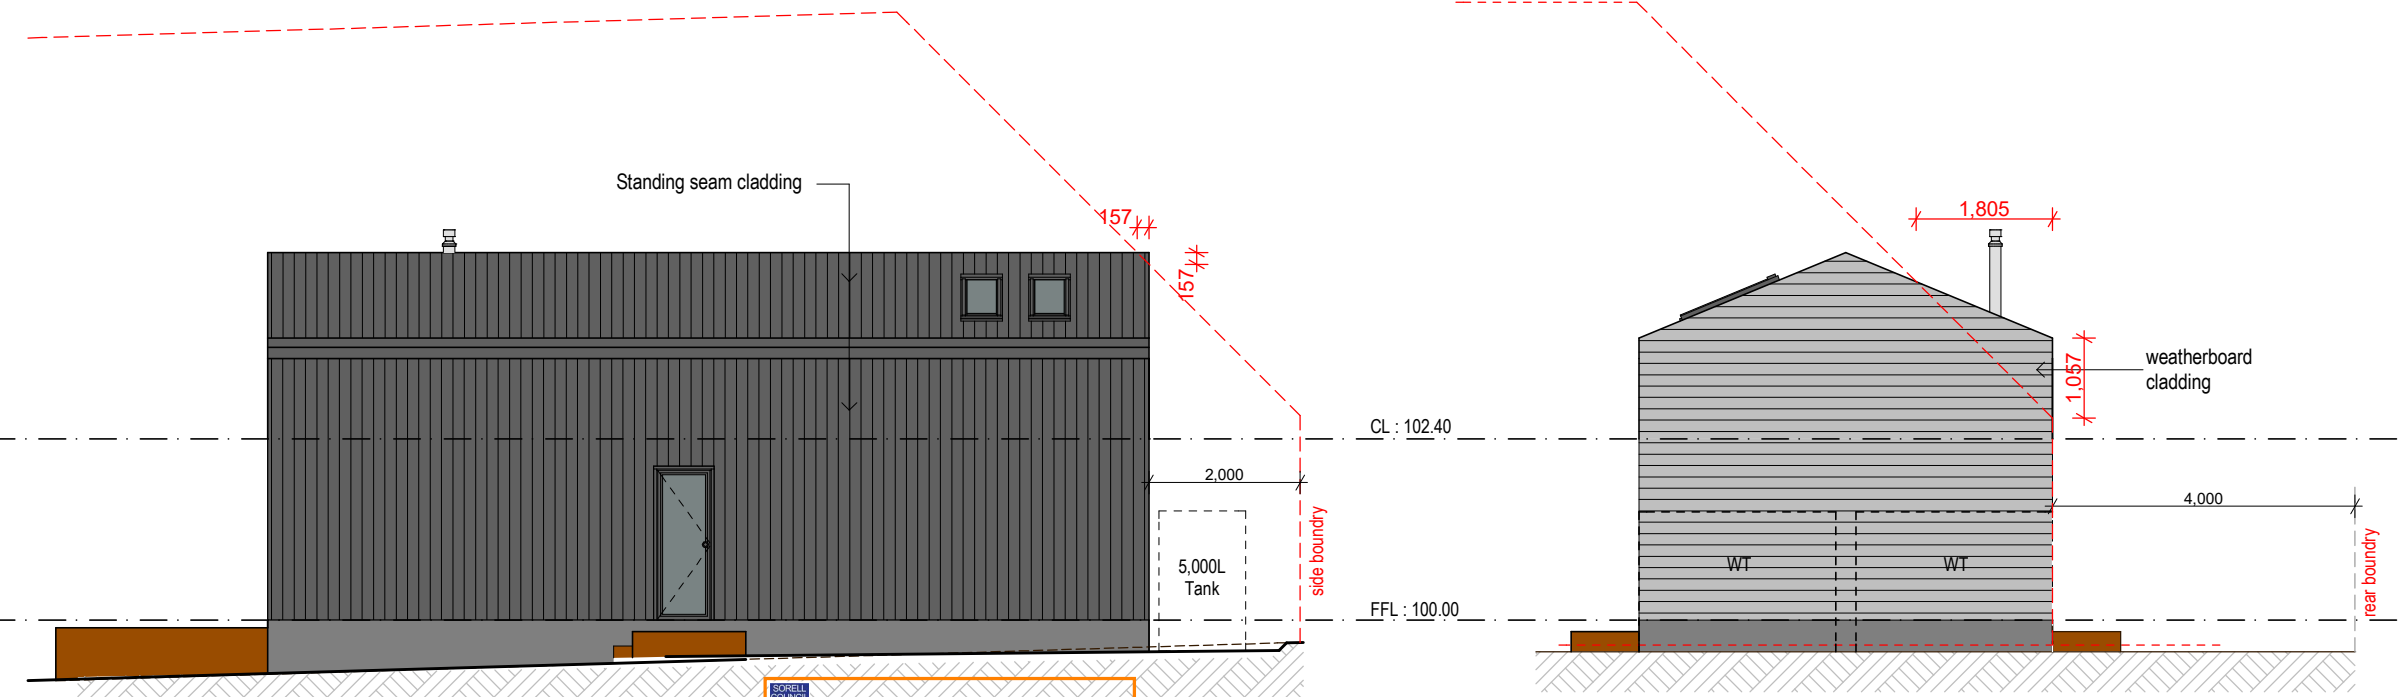 Standing seam cladding
157
157
1,805
1,057
weatherboard
cladding
CL : 102.40
2,000
4,000
5,000L
Tank
side boundry
WT
WT
rear boundry
FFL : 100.00
SORELL
COUNCIL